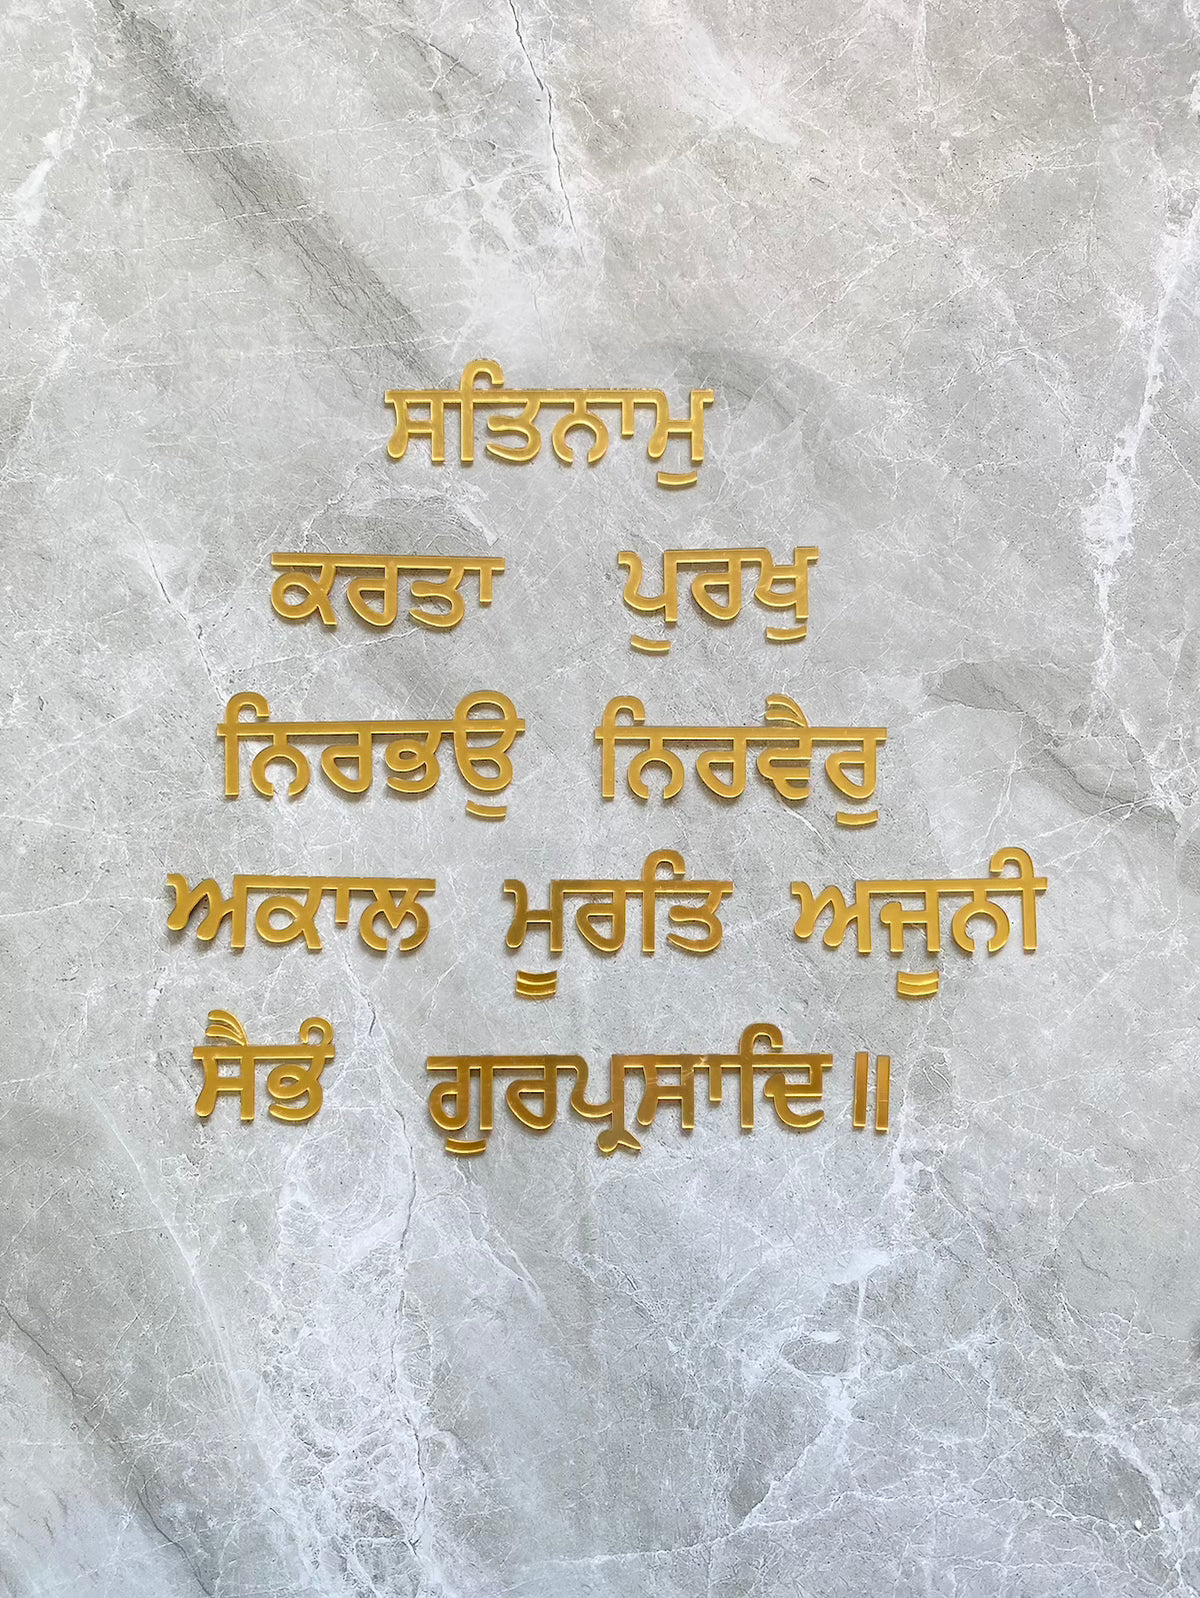 ਸਤਿਨਾਮੁ
ਕਰਤਾ ਪੁਰਖੁ
ਨਿਰਭਉ ਨਿਰਵੈਰੁ
ਅਕਾਲ ਮੂਰਤਿ ਅਜੂਨੀ
ਸੈਭੰ ਗੁਰਪ੍ਰਸਾਦਿ॥